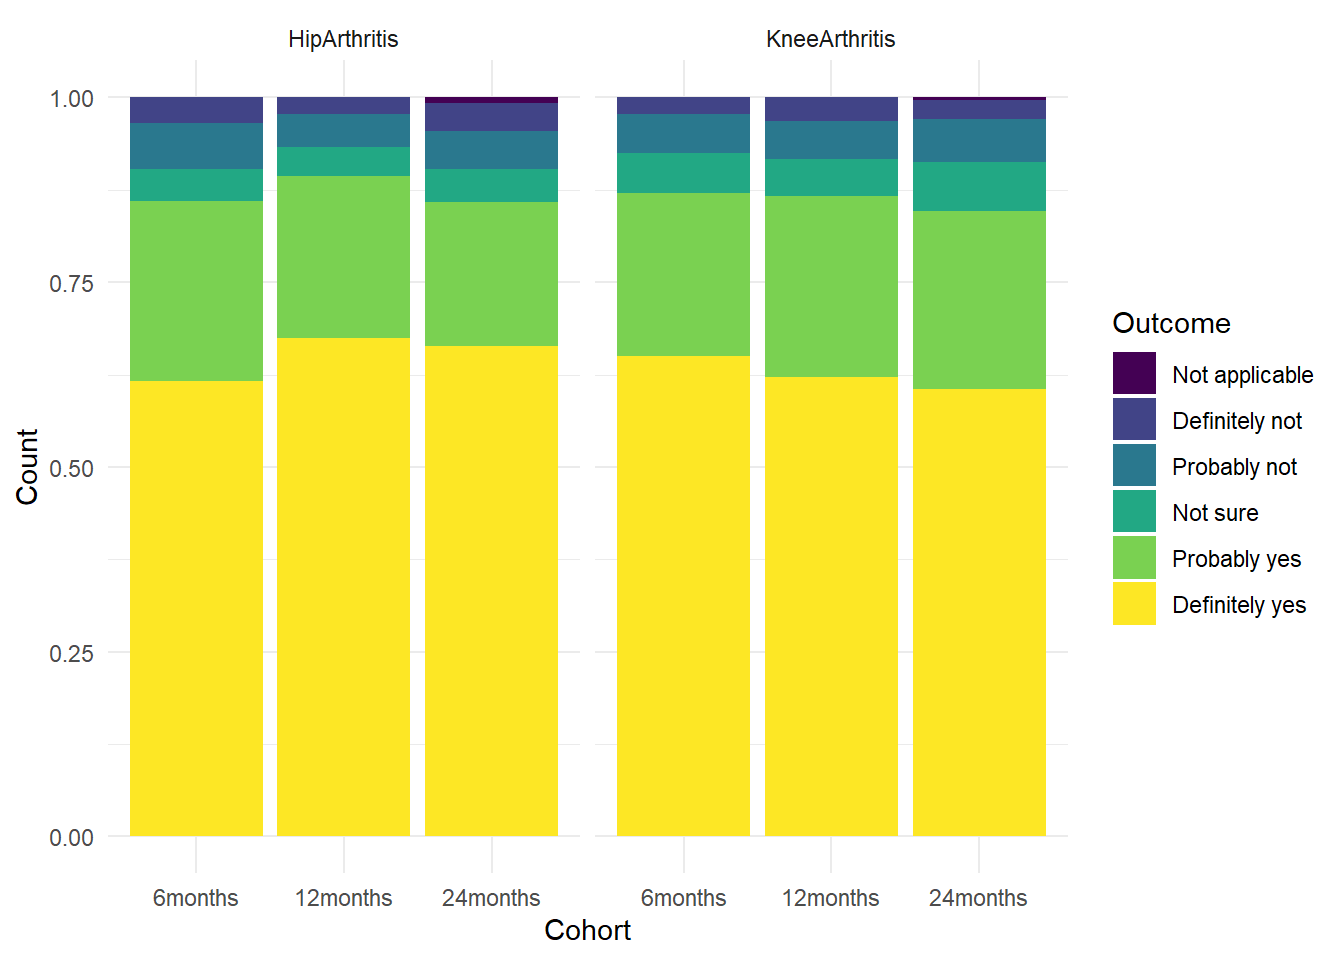 HipArthritis
KneeArthritis
1.00
0.75
0.50
0.25
0.00
Count
6months
12months
24months
6months
12months
24months
Cohort
Outcome
Not applicable
Definitely not
Probably not
Not sure
Probably yes
Definitely yes